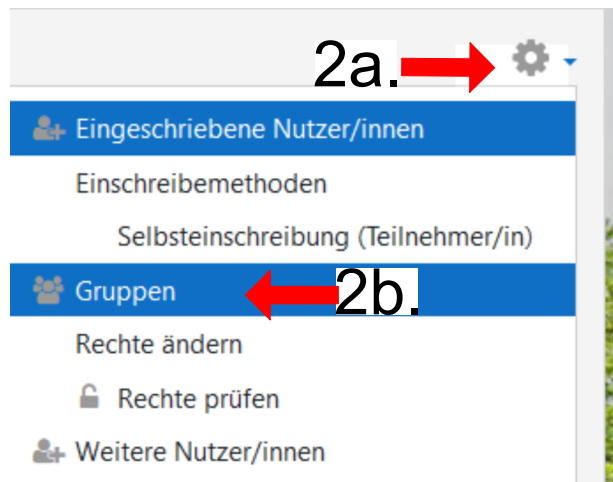 2a.
Eingeschriebene Nutzer/innen
Einschreibemethoden
Selbsteinschreibung (Teilnehmer/in)
Gruppen 2b.
Rechte ändern
Rechte prüfen
Weitere Nutzer/innen